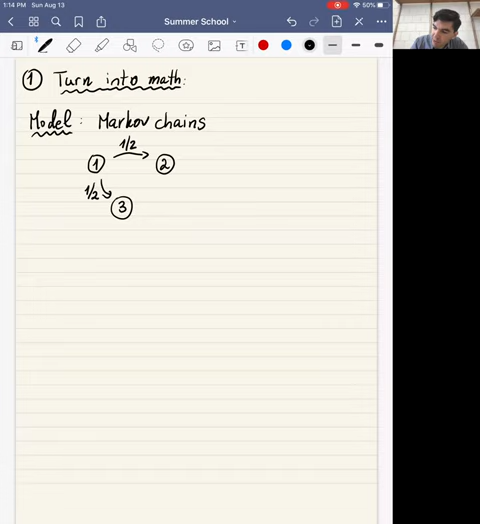 1:14 PM Sun Aug 13
50%
Summer School
T
1 Turn into math:
Model: Markov chains
1/2
1 2
1/2
3